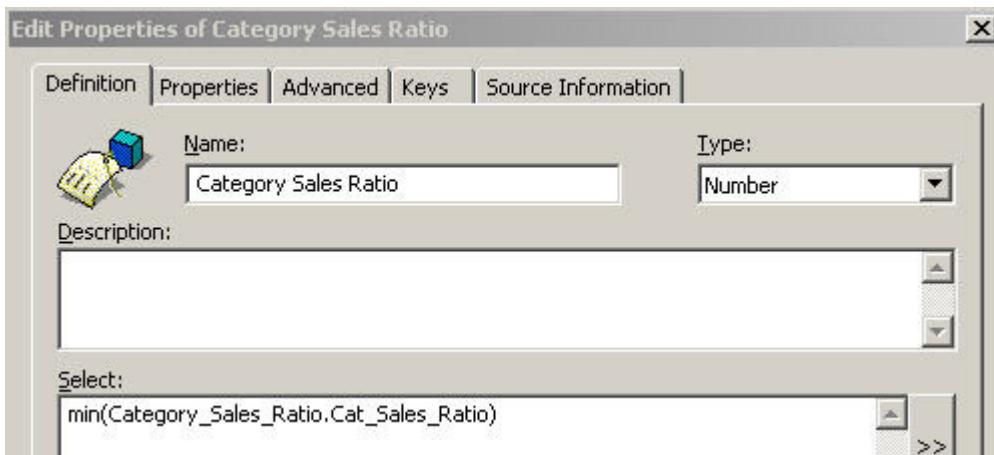 Edit Properties of Category Sales Ratio
Definition Properties Advanced Keys Source Information
Name: Type:
Category Sales Ratio Number
Description:
Select:
min(Category_Sales_Ratio.Cat_Sales_Ratio)
>>